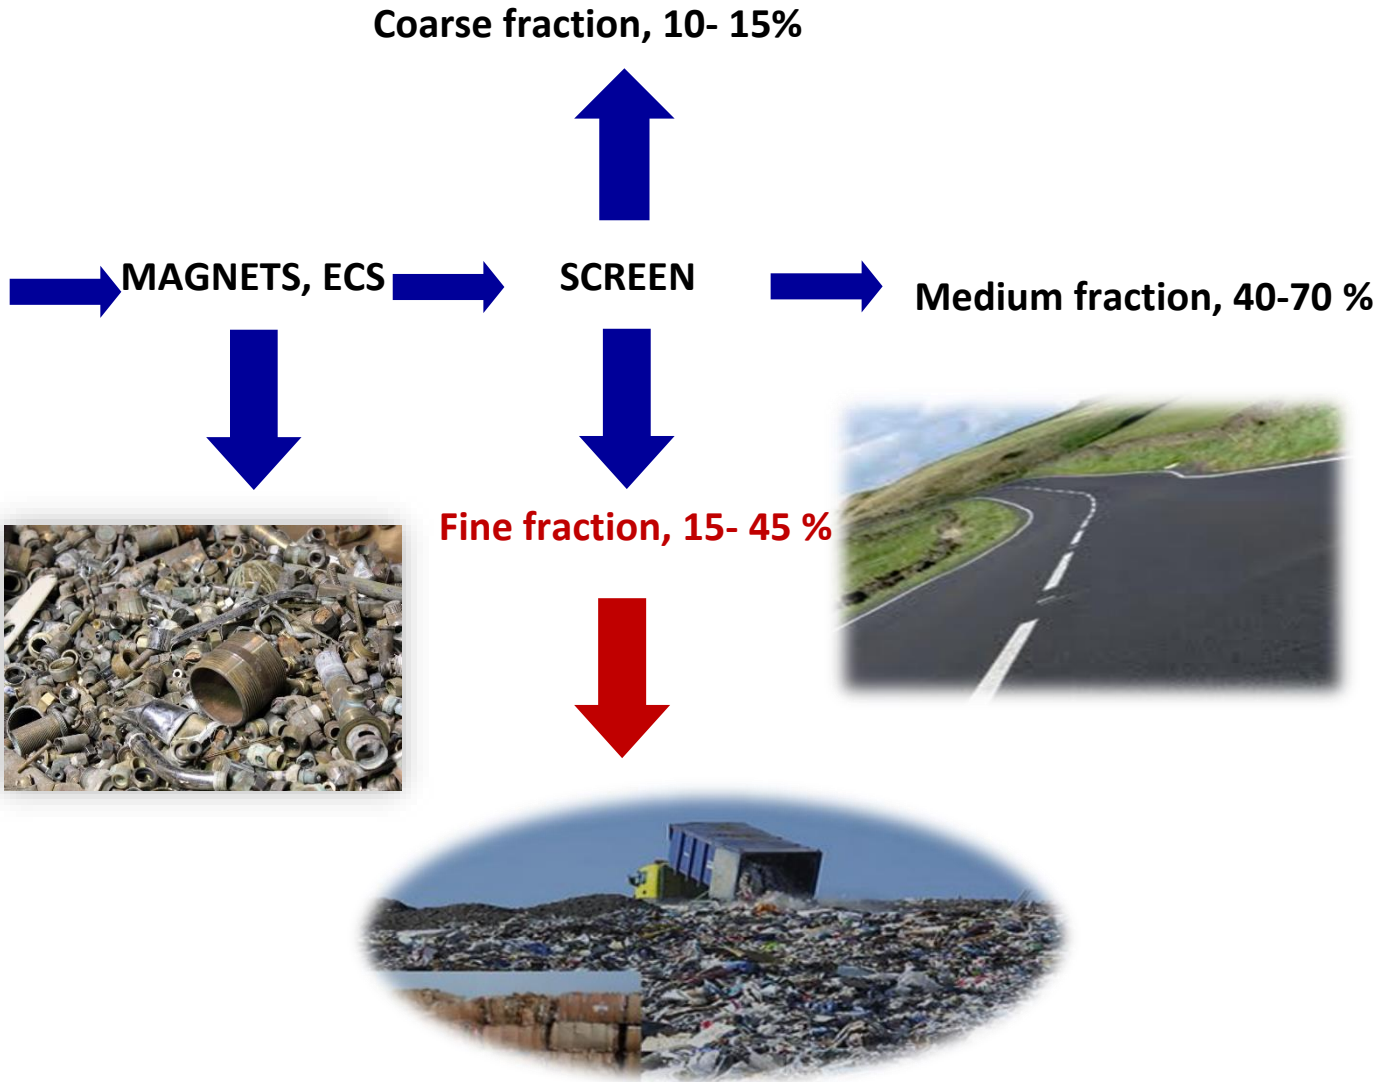 Coarse fraction, 10- 15%
MAGNETS, ECS
SCREEN
Medium fraction, 40-70 %
Fine fraction, 15- 45 %